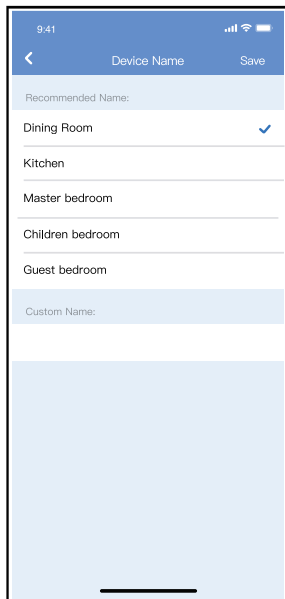 9:41
Device Name Save
Recommended Name:
Dining Room
Kitchen
Master bedroom
Children bedroom
Guest bedroom
Custom Name: